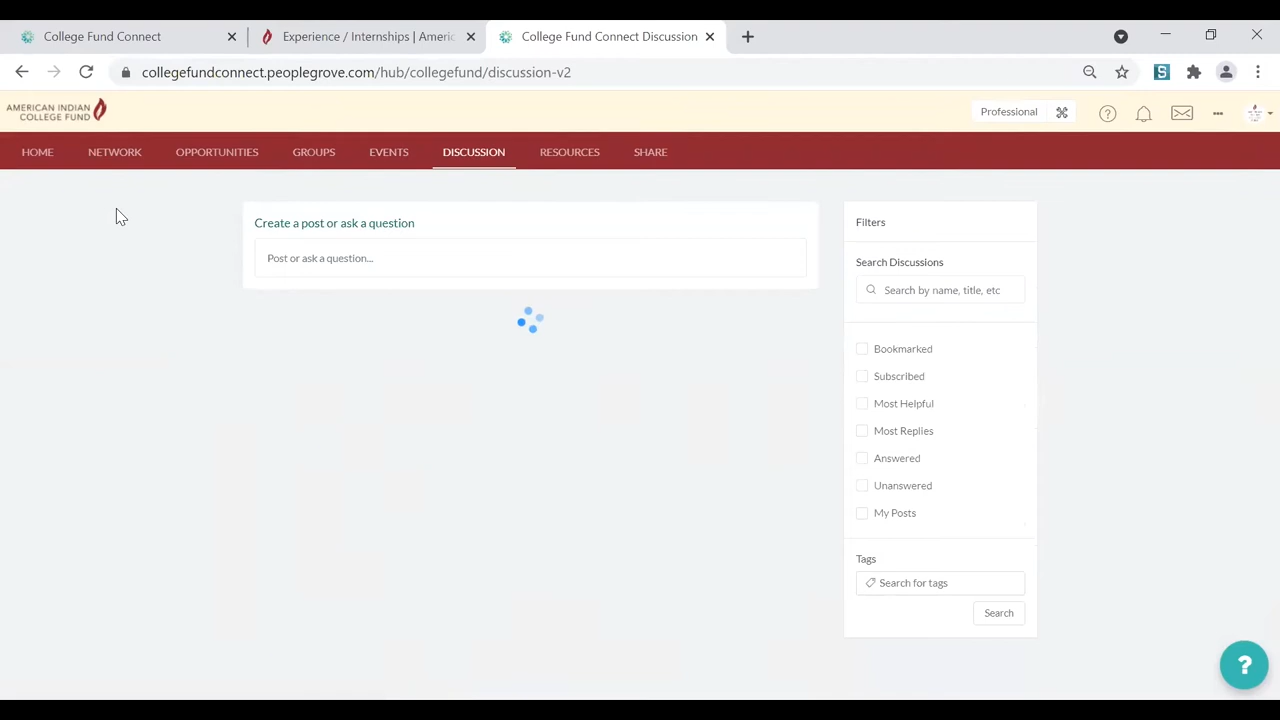 College Fund Connect
Experience / Internships | Americ
College Fund Connect Discussion
collegefundconnect.peoplegrove.com/hub/collegefund/discussion-v2
S
AMERICAN INDIAN
COLLEGE FUND
Professional
?
HOME NETWORK OPPORTUNITIES GROUPS EVENTS DISCUSSION RESOURCES SHARE
Create a post or ask a question
Post or ask a question...
Filters
Search Discussions
Search by name, title, etc
Bookmarked
Subscribed
Most Helpful
Most Replies
Answered
Unanswered
My Posts
Tags
Search for tags
Search
?